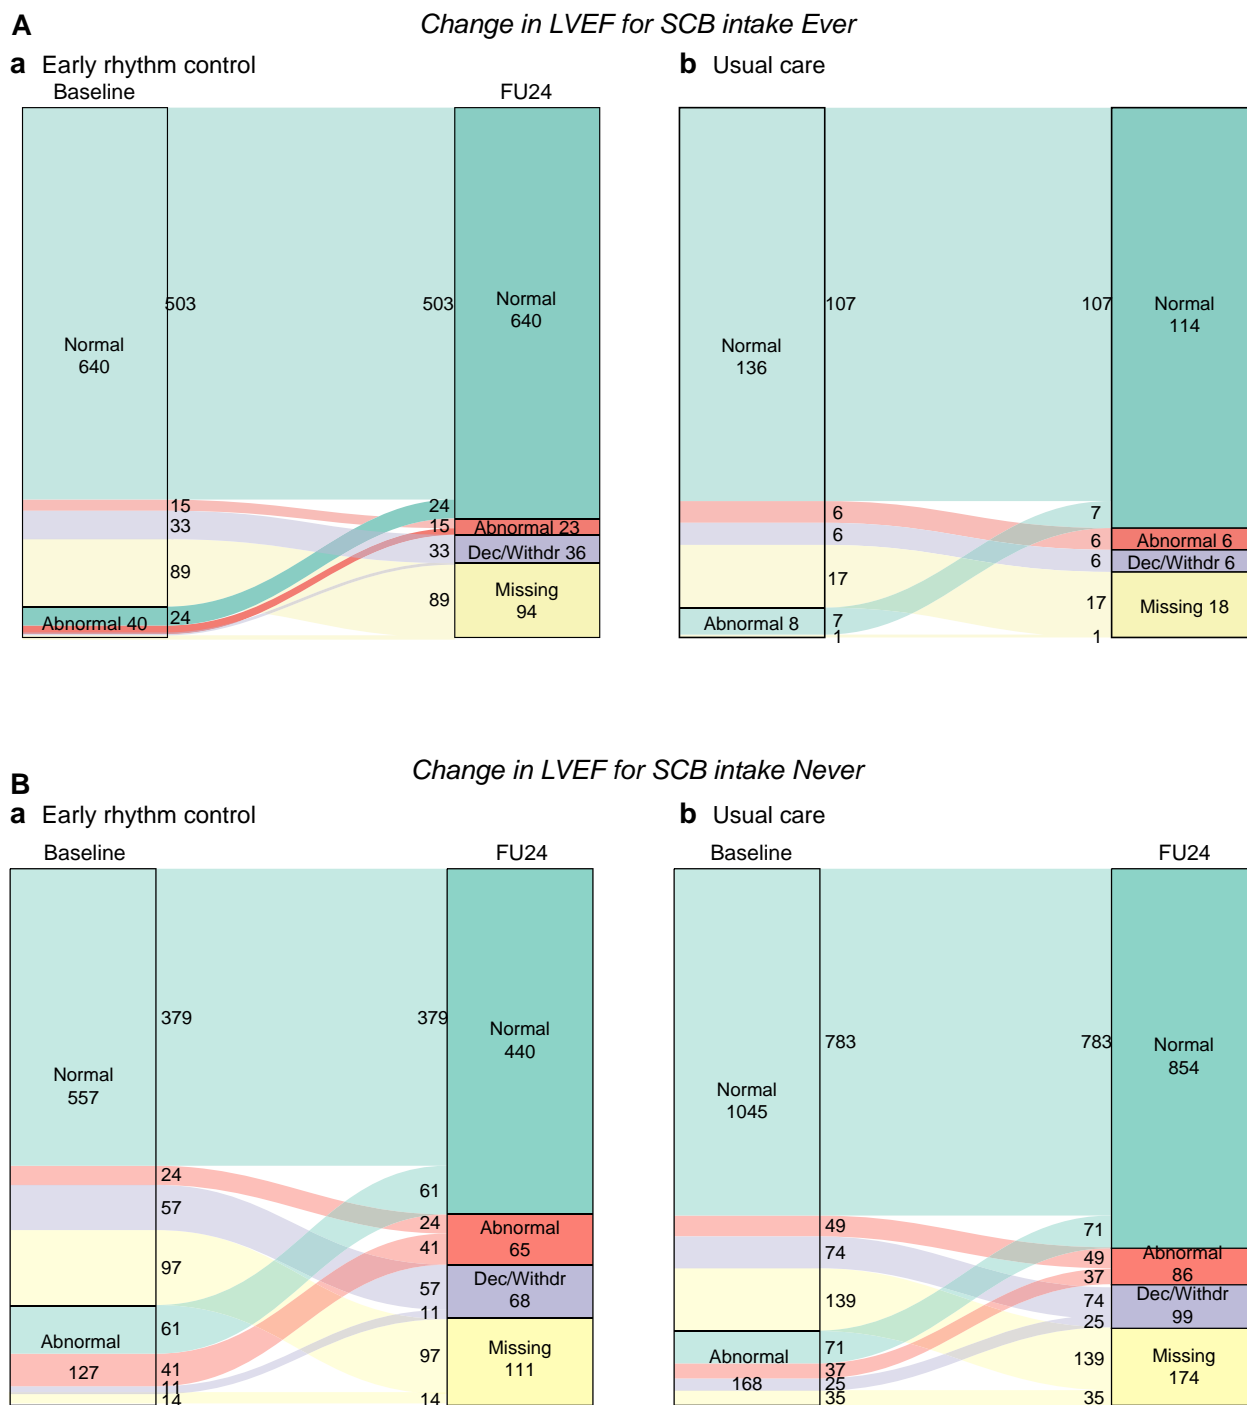 A
Change in LVEF for SCB intake Ever
a Early rhythm control
Baseline
FU24
Normal
640
Abnormal 40
503
15
33
89
24
503
24
15
33
89
Normal
640
Abnormal 23
Dec/Withdr 36
Missing
94
b Usual care
Normal
136
Abnormal 8
107
6
6
17
7
1
107
7
6
6
17
1
Normal
114
Abnormal 6
Dec/Withdr 6
Missing 18
B
Change in LVEF for SCB intake Never
a Early rhythm control
Baseline
FU24
Normal
557
Abnormal
127
379
24
57
97
61
41
11
14
379
61
24
41
57
11
97
14
Normal
440
Abnormal
65
Dec/Withdr
68
Missing
111
b Usual care
Baseline
FU24
Normal
1045
Abnormal
168
783
49
74
139
71
37
25
35
783
71
49
37
74
25
139
35
Normal
854
Abnormal
86
Dec/Withdr
99
Missing
174